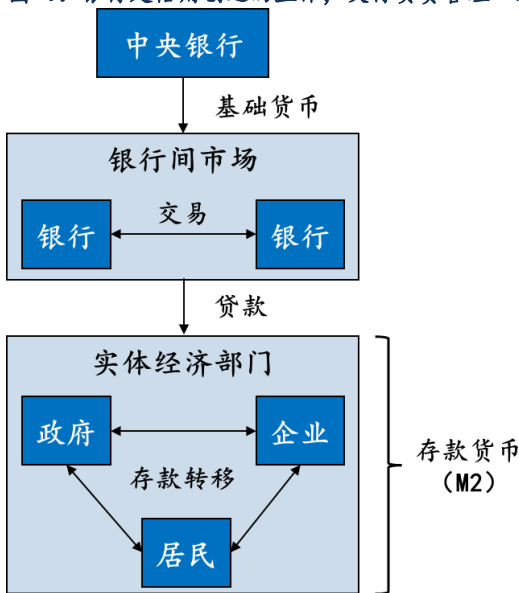 中央银行
基础货币
银行间市场
交易
银行
银行
贷款
实体经济部门
政府
企业
存款转移
居民
存款货币
（M2）